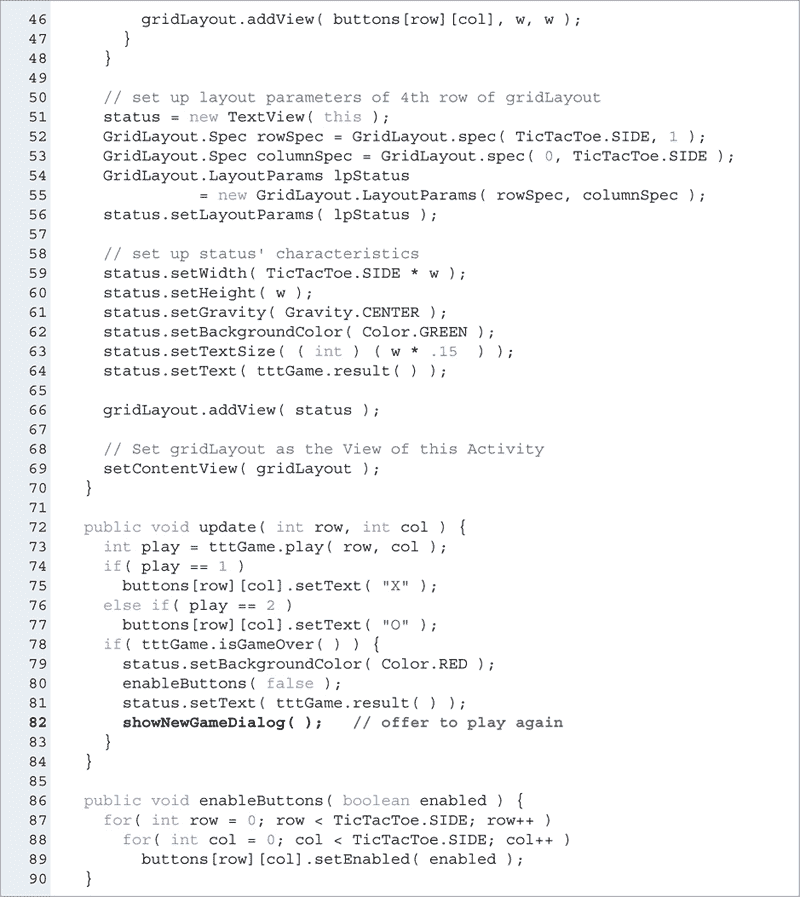 46 gridLayout.addView( buttons[row][col], w, w );
47 }
48 }
49
50 // set up layout parameters of 4th row of gridLayout
51 status = new TextView( this );
52 GridLayout.Spec rowSpec = GridLayout.spec( TicTacToe.SIDE, 1 );
53 GridLayout.Spec columnSpec = GridLayout.spec( 0, TicTacToe.SIDE );
54 GridLayout.LayoutParams lpStatus
55 = new GridLayout.LayoutParams( rowSpec, columnSpec );
56 status.setLayoutParams( lpStatus );
57
58 // set up status' characteristics
59 status.setWidth( TicTacToe.SIDE * w );
60 status.setHeight( w );
61 status.setGravity( Gravity.CENTER );
62 status.setBackgroundColor( Color.GREEN );
63 status.setTextSize( ( int ) ( w * .15 ) );
64 status.setText( tttGame.result( ) );
65
66 gridLayout.addView( status );
67
68 // Set gridLayout as the View of this Activity
69 setContentView( gridLayout );
70 }
71
72 public void update( int row, int col ) {
73 int play = tttGame.play( row, col );
74 if( play == 1 )
75 buttons[row][col].setText( "X" );
76 else if( play == 2 )
77 buttons[row][col].setText( "O" );
78 if( tttGame.isGameOver( ) ) {
79 status.setBackgroundColor( Color.RED );
80 enableButtons( false );
81 status.setText( tttGame.result( ) );
82 showNewGameDialog( ); // offer to play again
83 }
84 }
85
86 public void enableButtons( boolean enabled ) {
87 for( int row = 0; row < TicTacToe.SIDE; row++ )
88 for( int col = 0; col < TicTacToe.SIDE; col++ )
89 buttons[row][col].setEnabled( enabled );
90 }